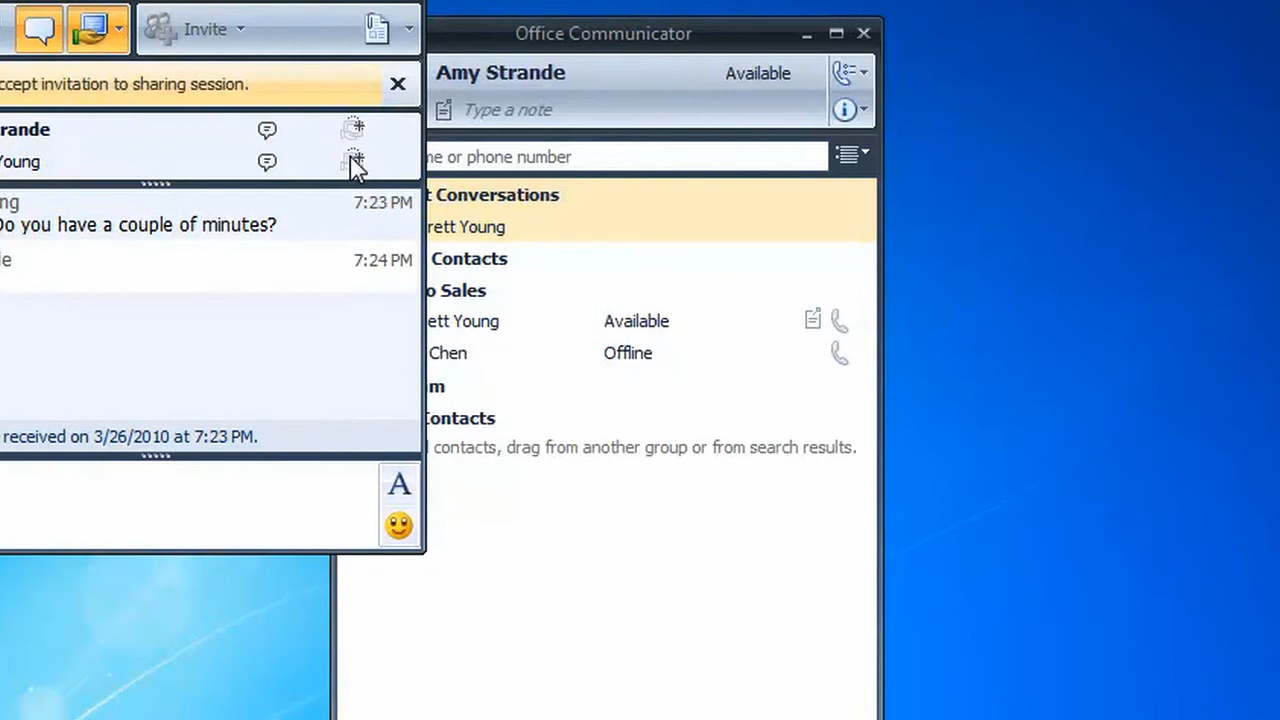 Invite
ccept invitation to sharing session.
rande
Young
ng 7:23 PM
Do you have a couple of minutes?
le 7:24 PM
received on 3/26/2010 at 7:23 PM.
A
Office Communicator
Amy Strande Available
Type a note
me or phone number
t Conversations
rett Young
Contacts
o Sales
ett Young Available
Chen Offline
m
Contacts
contacts, drag from another group or from search results.